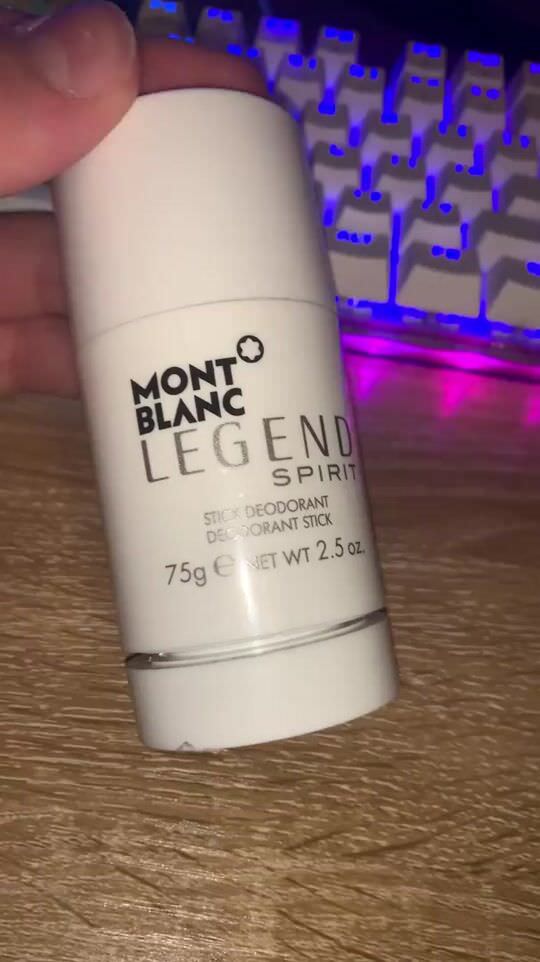 MONT
BLANC
LEGEND
SPIRIT
STICK DEODORANT
DEODORANT STICK
75g ℮ NET WT 2.5 oz.